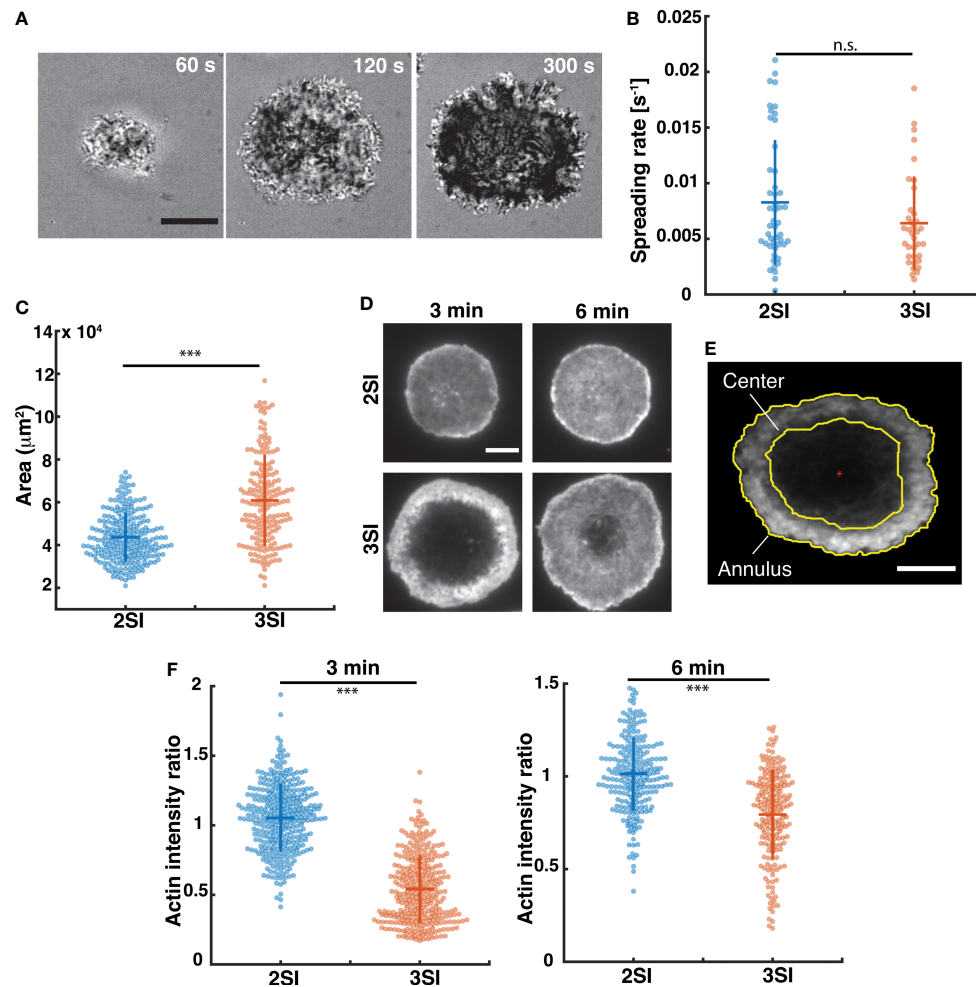 A
60 s
120 s
300 s
B
0.025
0.02
0.015
0.01
0.005
0
n.s.
Spreading rate [s⁻¹]
2SI
3SI
C
14 x 10⁴
12
10
8
6
4
2
***
Area (μm²)
2SI
3SI
D
3 min
6 min
2SI
3SI
E
Center
Annulus
F
3 min
***
2
1.5
1
0.5
0
Actin intensity ratio
2SI
3SI
6 min
***
1.5
1
0.5
0
Actin intensity ratio
2SI
3SI